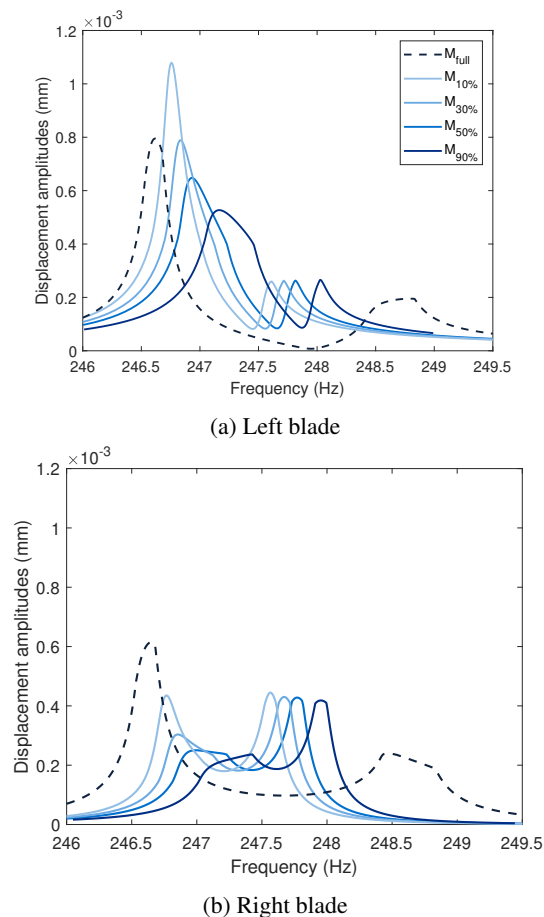 × 10⁻³
1.2
1
0.8
0.6
0.4
0.2
0
Displacement amplitudes (mm)
M_full
M_10%
M_30%
M_50%
M_90%
246 246.5 247 247.5 248 248.5 249 249.5
Frequency (Hz)
(a) Left blade
× 10⁻³
1.2
1
0.8
0.6
0.4
0.2
0
Displacement amplitudes (mm)
246 246.5 247 247.5 248 248.5 249 249.5
Frequency (Hz)
(b) Right blade